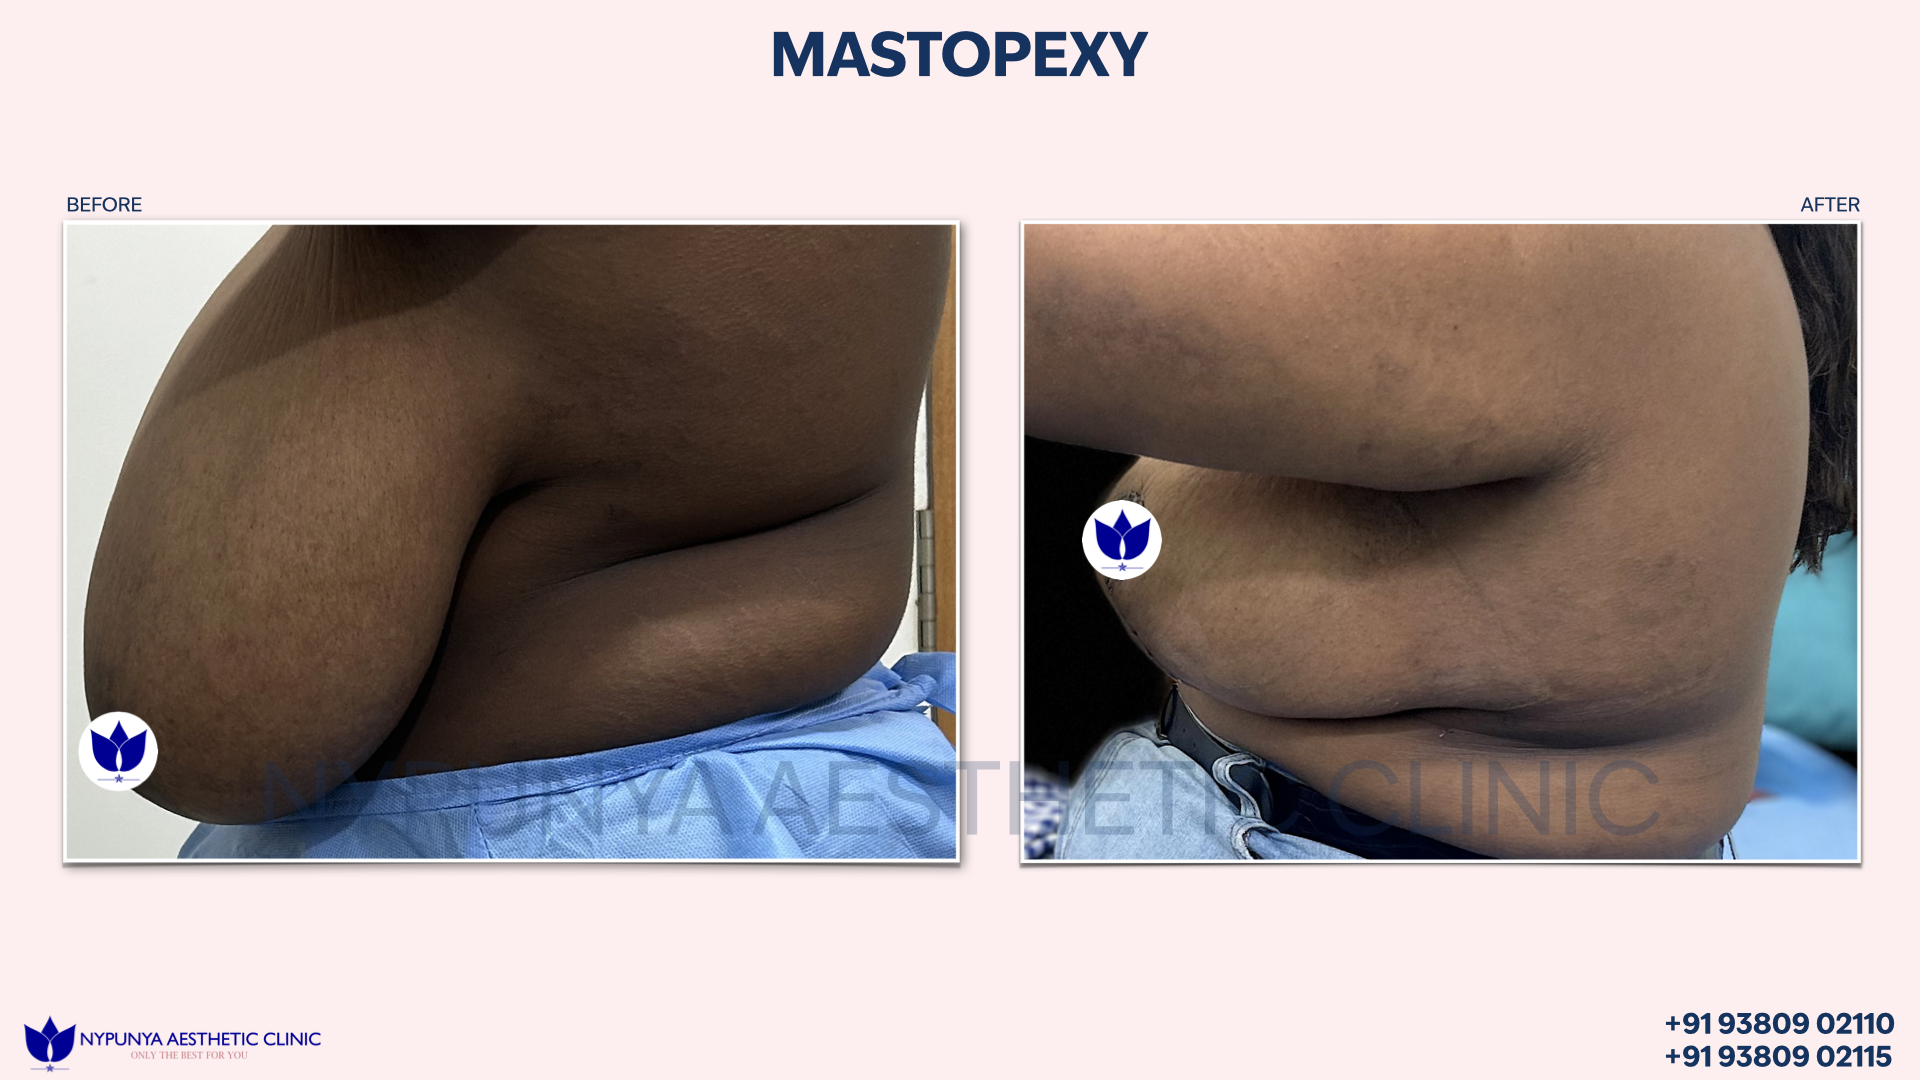 MASTOPEXY
BEFORE
AFTER
NYPUNYA AESTHETIC CLINIC
NYPUNYA AESTHETIC CLINIC
ONLY THE BEST FOR YOU
+91 93809 02110
+91 93809 02115